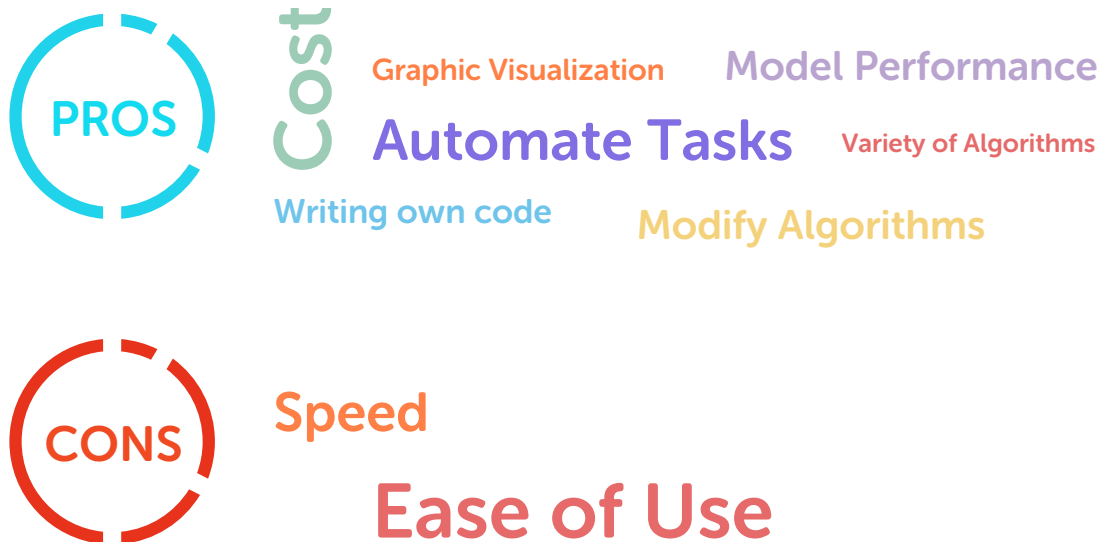 PROS
Cost
Graphic Visualization
Model Performance
Automate Tasks
Variety of Algorithms
Writing own code
Modify Algorithms
CONS
Speed
Ease of Use